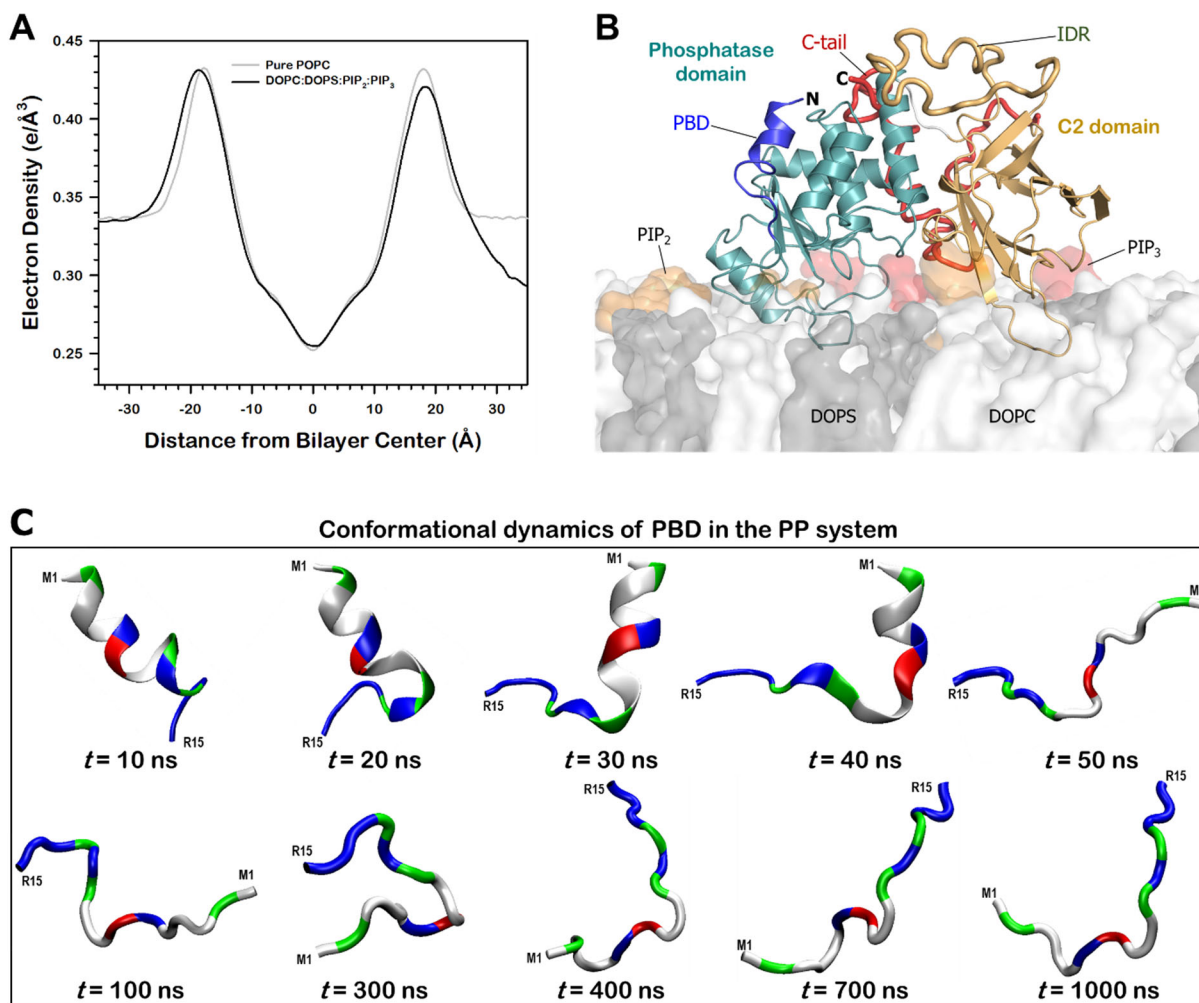 A
0.45
0.40
0.35
0.30
0.25
Electron Density (e/Å³)
Pure POPC
DOPC:DOPS:PIP₂:PIP₃
-30 -20 -10 0 10 20 30
Distance from Bilayer Center (Å)
B
Phosphatase
domain
C-tail
IDR
C
N
PBD
C2 domain
PIP₂
PIP₃
DOPS
DOPC
C
Conformational dynamics of PBD in the PP system
M1
R15
t = 10 ns
M1
R15
t = 20 ns
M1
R15
t = 30 ns
M1
R15
t = 40 ns
M1
R15
t = 50 ns
R15
M1
t = 100 ns
R15
M1
t = 300 ns
R15
M1
t = 400 ns
R15
M1
t = 700 ns
R15
M1
t = 1000 ns